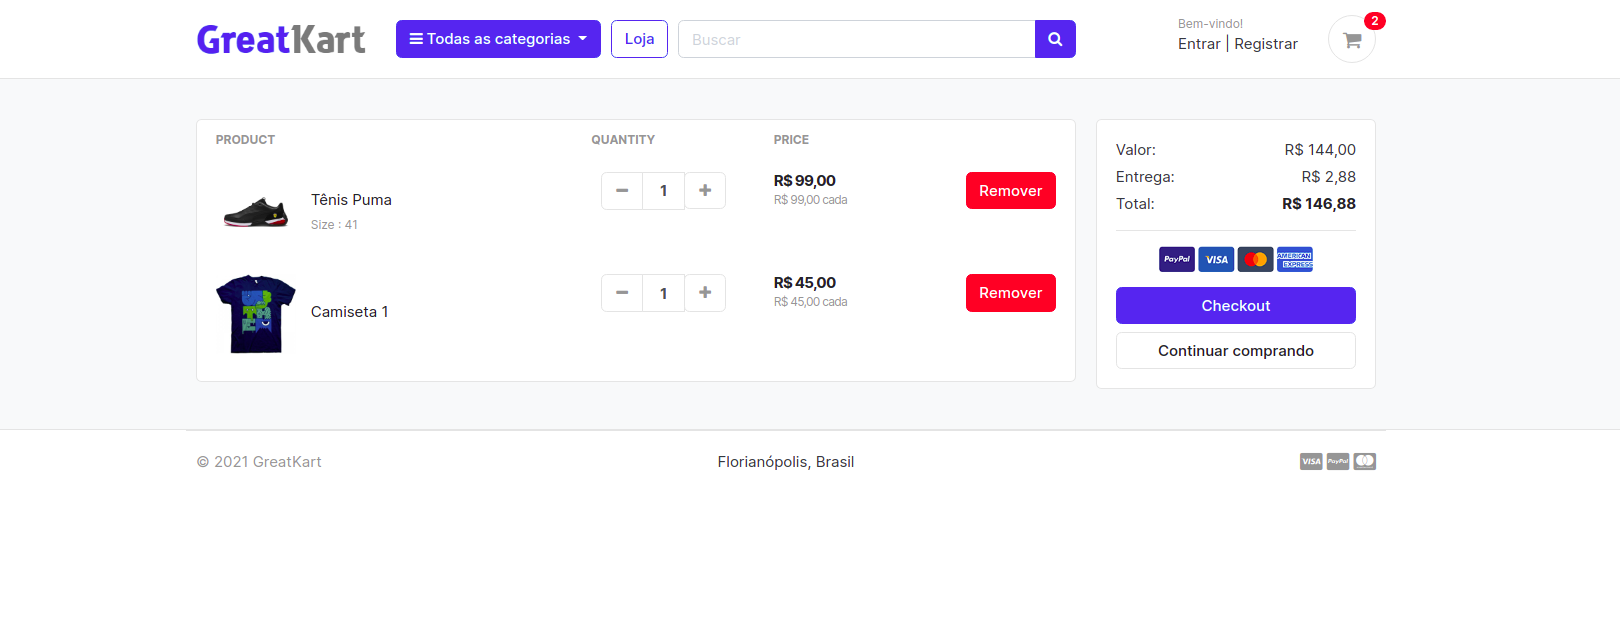 GreatKart
Todas as categorias
Loja
Buscar
Bem-vindo!
Entrar | Registrar
2
PRODUCT QUANTITY PRICE
Tênis Puma
Size : 41
1
R$ 99,00
R$ 99,00 cada
Remover
Camiseta 1
1
R$ 45,00
R$ 45,00 cada
Remover
Valor: R$ 144,00
Entrega: R$ 2,88
Total: R$ 146,88
PayPal VISA AMERICAN EXPRESS
Checkout
Continuar comprando
© 2021 GreatKart
Florianópolis, Brasil
VISA PayPal